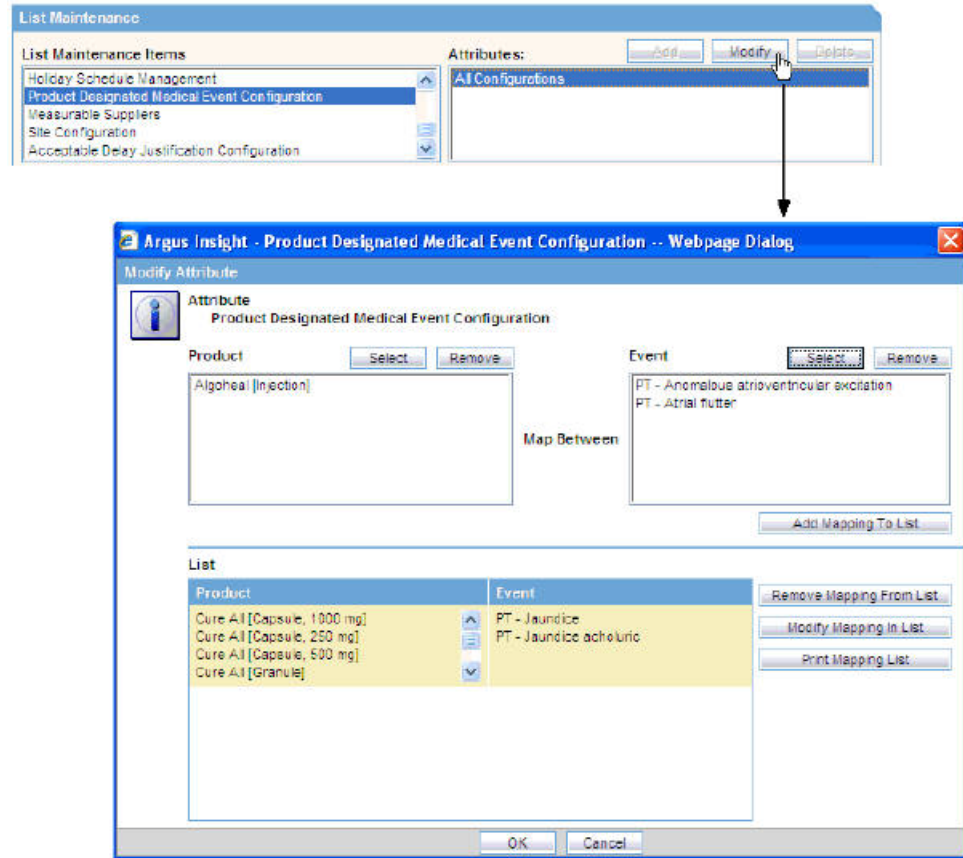 List Maintenance
List Maintenance Items
Attributes:
Add
Modify
Delete
Holiday Schedule Management
Product Designated Medical Event Configuration
Measurable Suppliers
Site Configuration
Acceptable Delay Justification Configuration
All Configurations
Argus Insight - Product Designated Medical Event Configuration -- Webpage Dialog
Modify Attribute
Attribute
Product Designated Medical Event Configuration
Product
Select
Remove
Event
Select
Remove
Algoheal [Injection]
PT - Anomalous atrioventricular excitation
PT - Atrial flutter
Map Between
Add Mapping To List
List
Product
Event
Cure All [Capsule, 1000 mg]
Cure All [Capsule, 250 mg]
Cure All [Capsule, 500 mg]
Cure All [Granule]
PT - Jaundice
PT - Jaundice acholuric
Remove Mapping From List
Modify Mapping In List
Print Mapping List
OK
Cancel